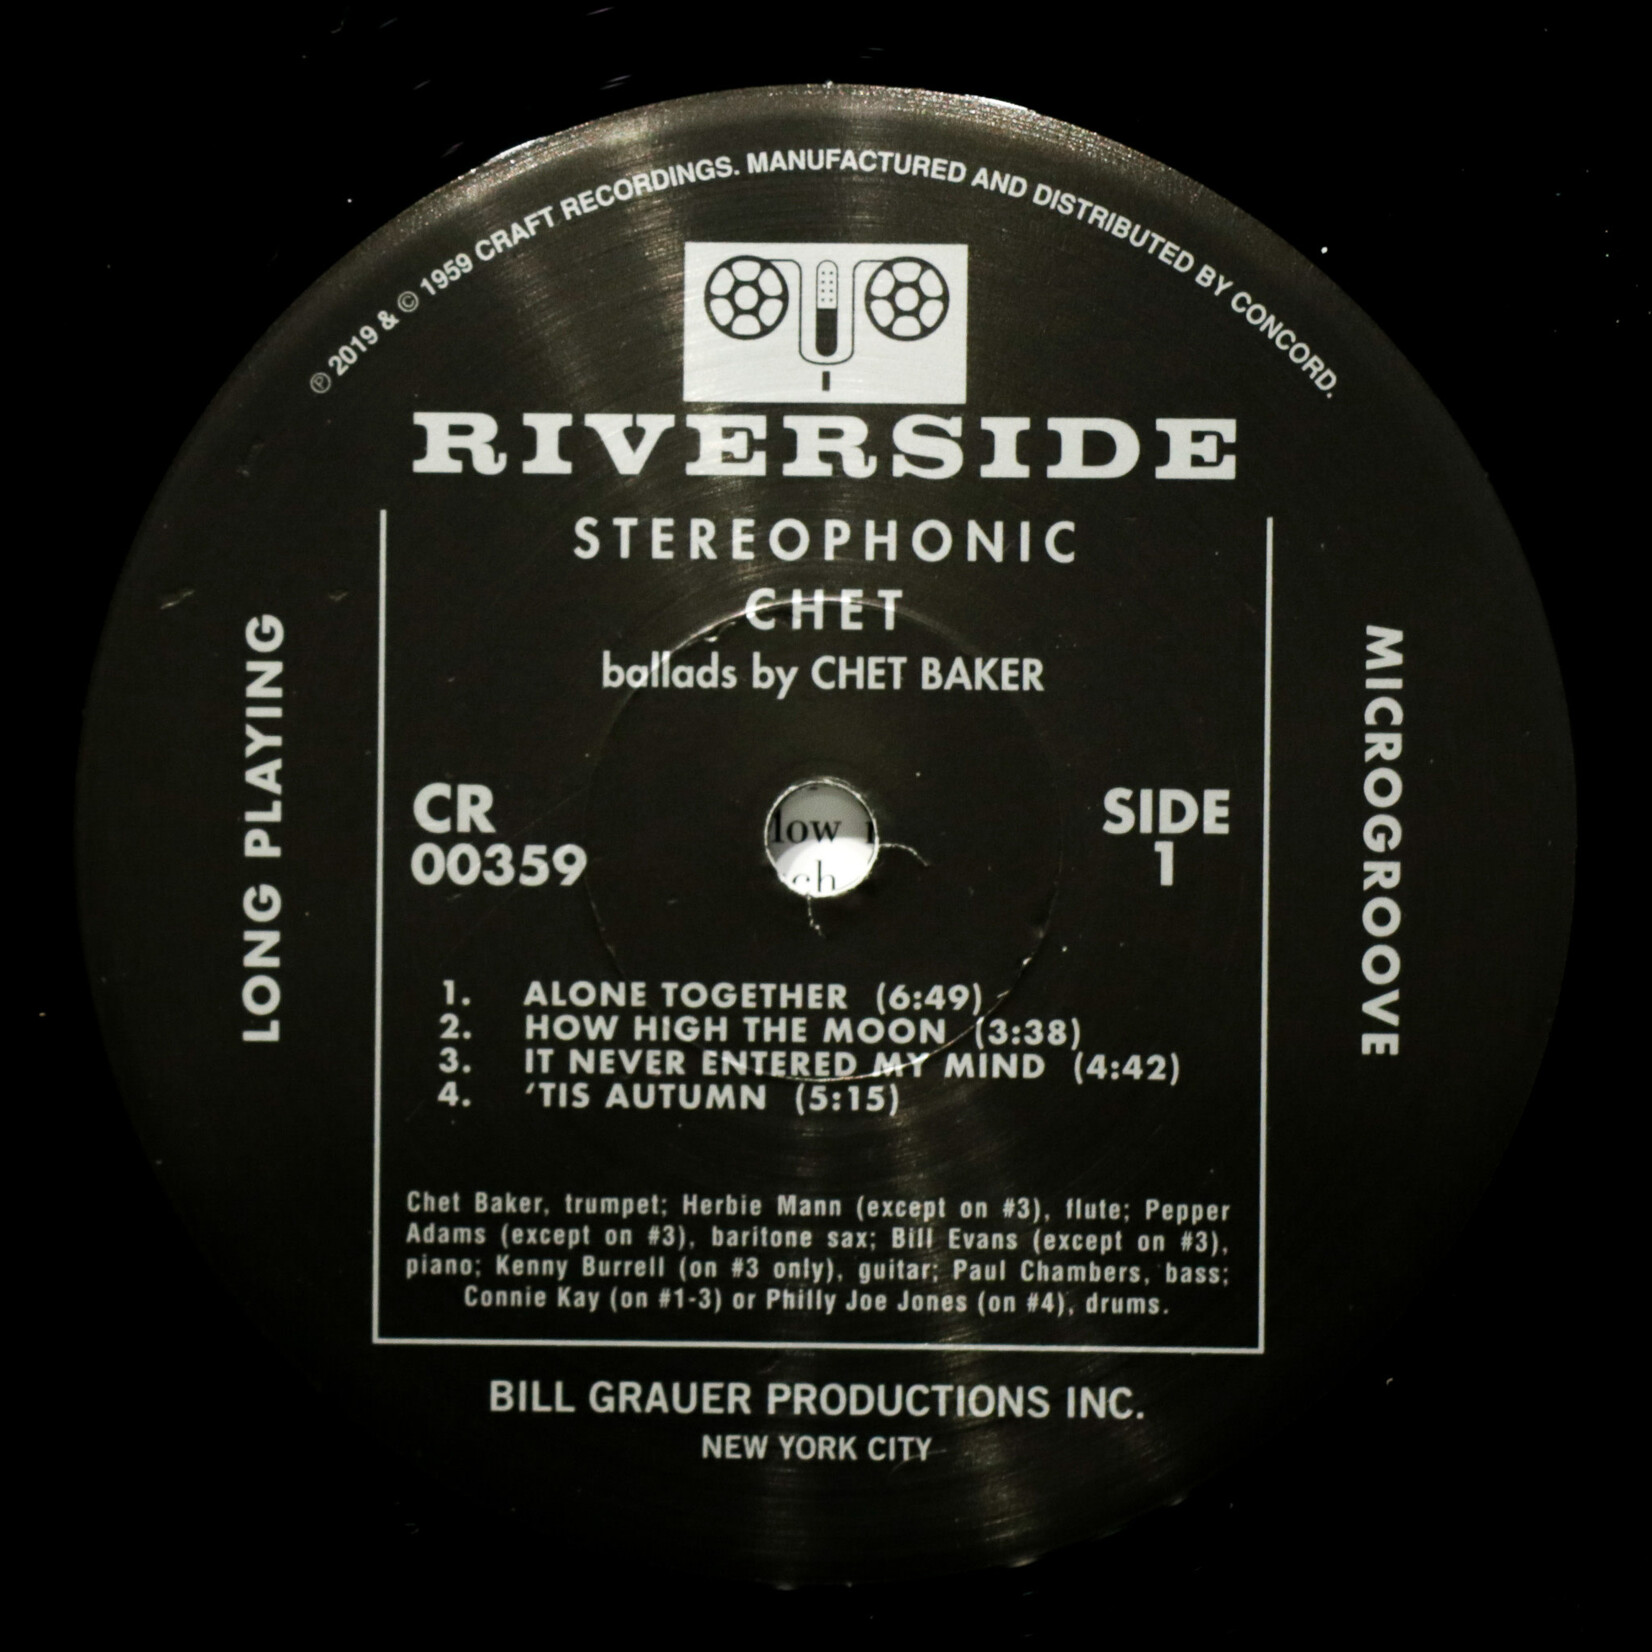 ℗ 2019 & © 1959 CRAFT RECORDINGS. MANUFACTURED AND DISTRIBUTED BY CONCORD.
RIVERSIDE
STEREOPHONIC
CHET
ballads by CHET BAKER
LONG PLAYING
MICROGROOVE
CR
00359
SIDE
1
low
ch
1. ALONE TOGETHER (6:49)
2. HOW HIGH THE MOON (3:38)
3. IT NEVER ENTERED MY MIND (4:42)
4. ‘TIS AUTUMN (5:15)
Chet Baker, trumpet; Herbie Mann (except on #3), flute; Pepper
Adams (except on #3), baritone sax; Bill Evans (except on #3),
piano; Kenny Burrell (on #3 only), guitar; Paul Chambers, bass;
Connie Kay (on #1-3) or Philly Joe Jones (on #4), drums.
BILL GRAUER PRODUCTIONS INC.
NEW YORK CITY